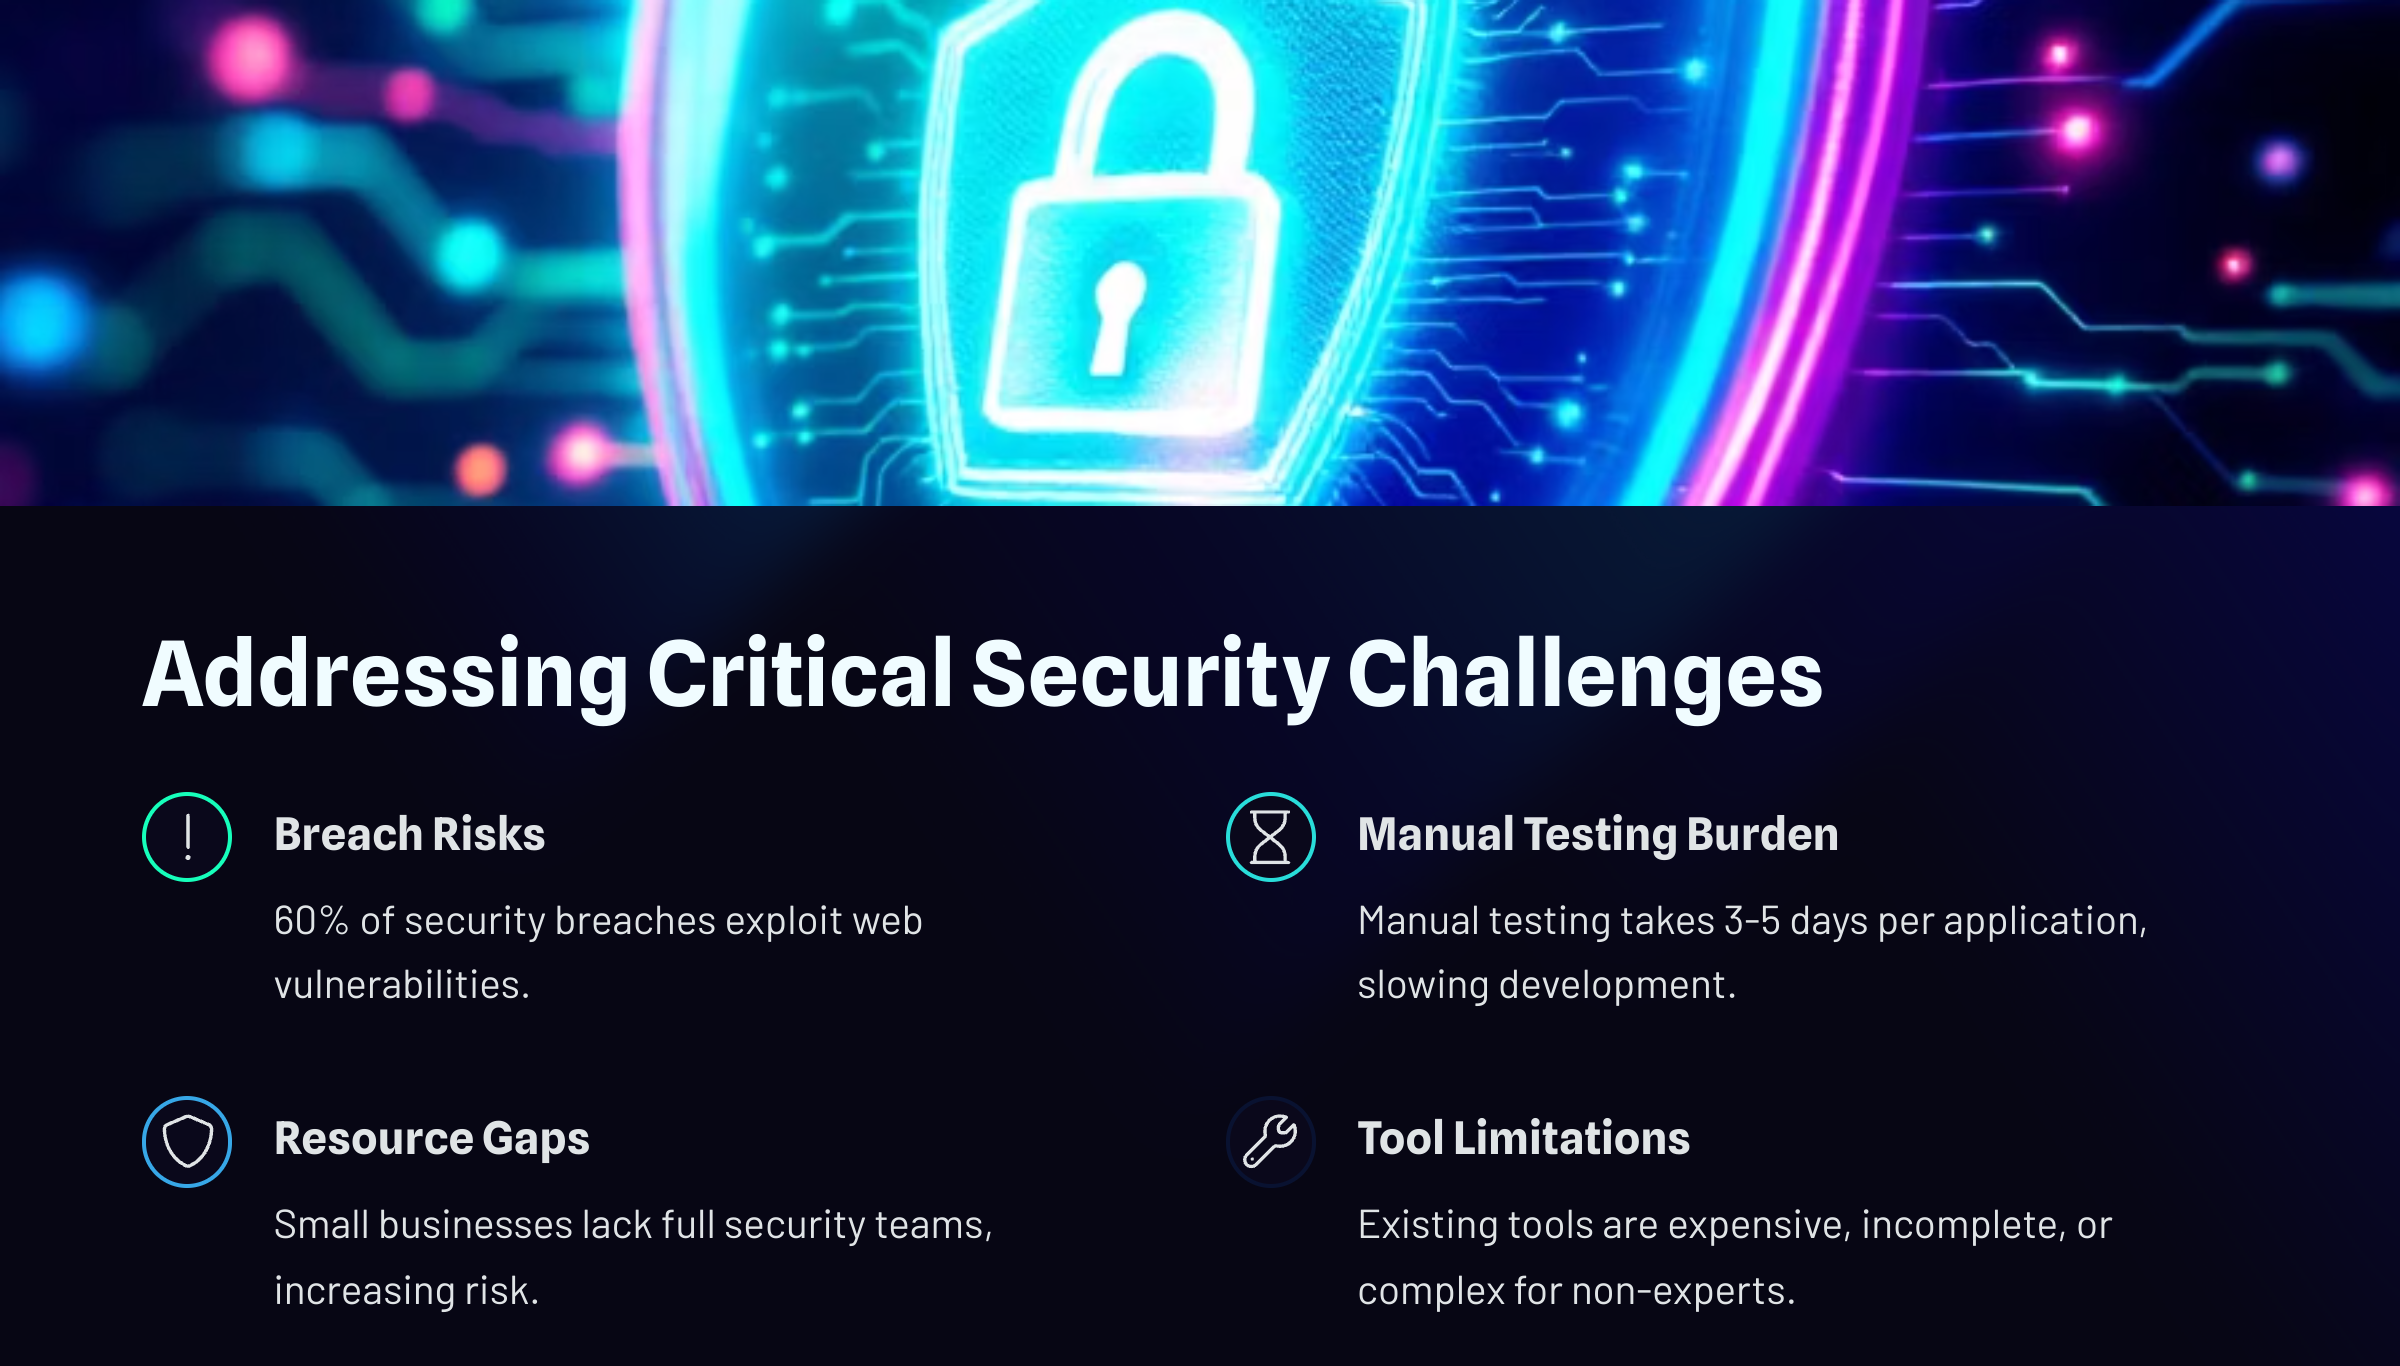 Addressing Critical Security Challenges
Breach Risks
60% of security breaches exploit web
vulnerabilities.
Manual Testing Burden
Manual testing takes 3-5 days per application,
slowing development.
Resource Gaps
Small businesses lack full security teams,
increasing risk.
Tool Limitations
Existing tools are expensive, incomplete, or
complex for non-experts.